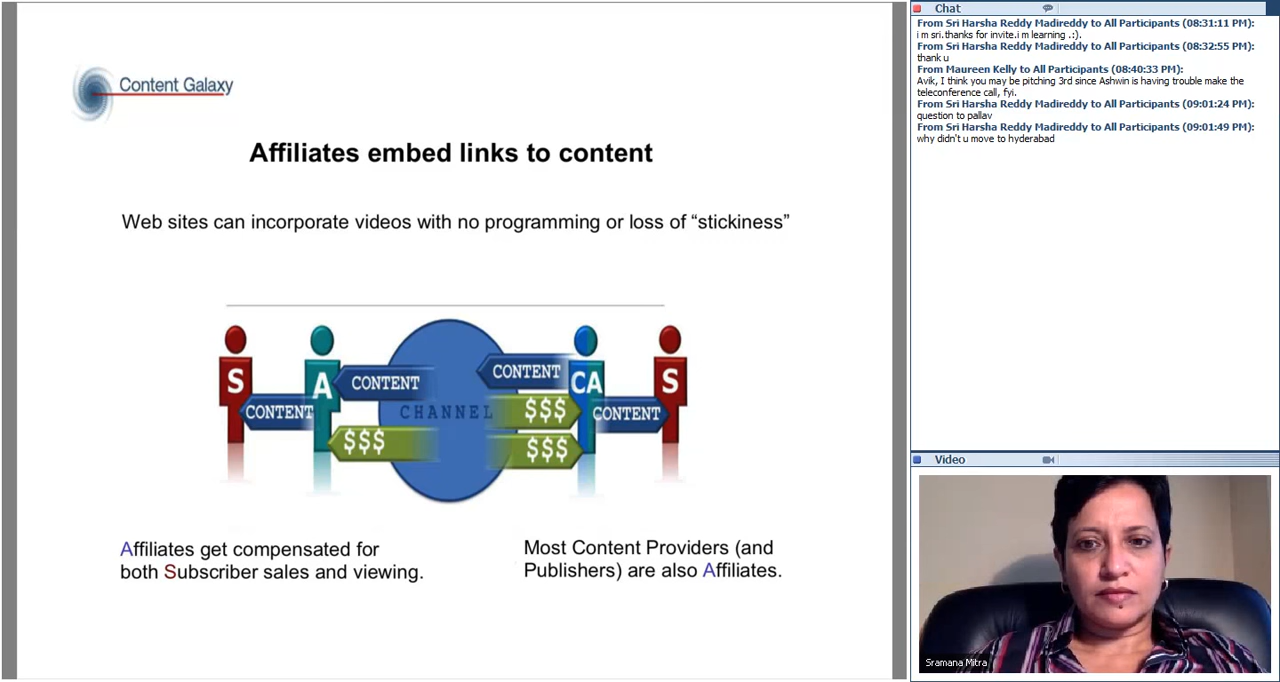 Content Galaxy
Affiliates embed links to content
Web sites can incorporate videos with no programming or loss of “stickiness”
S
A
CONTENT
CONTENT
$$$
CHANNEL
CONTENT
$$$
$$$
CA
CONTENT
S
Affiliates get compensated for
both Subscriber sales and viewing.
Most Content Providers (and
Publishers) are also Affiliates.
Chat
From Sri Harsha Reddy Madireddy to All Participants (08:31:11 PM):
i m sri.thanks for invite.i m learning .:).
From Sri Harsha Reddy Madireddy to All Participants (08:32:55 PM):
thank u
From Maureen Kelly to All Participants (08:40:33 PM):
Avik, I think you may be pitching 3rd since Ashwin is having trouble make the
teleconference call, fyi.
From Sri Harsha Reddy Madireddy to All Participants (09:01:24 PM):
question to pallav
From Sri Harsha Reddy Madireddy to All Participants (09:01:49 PM):
why didn't u move to hyderabad
Video
Sramana Mitra